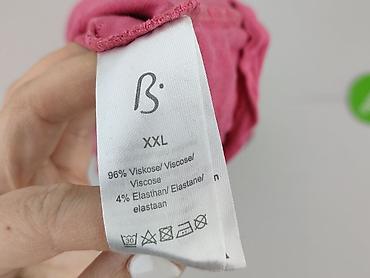 ß.
XXL
96% Viskose/ Viscose/
Viscose
4% Elasthan/ Elastane/
elastaan
30
n